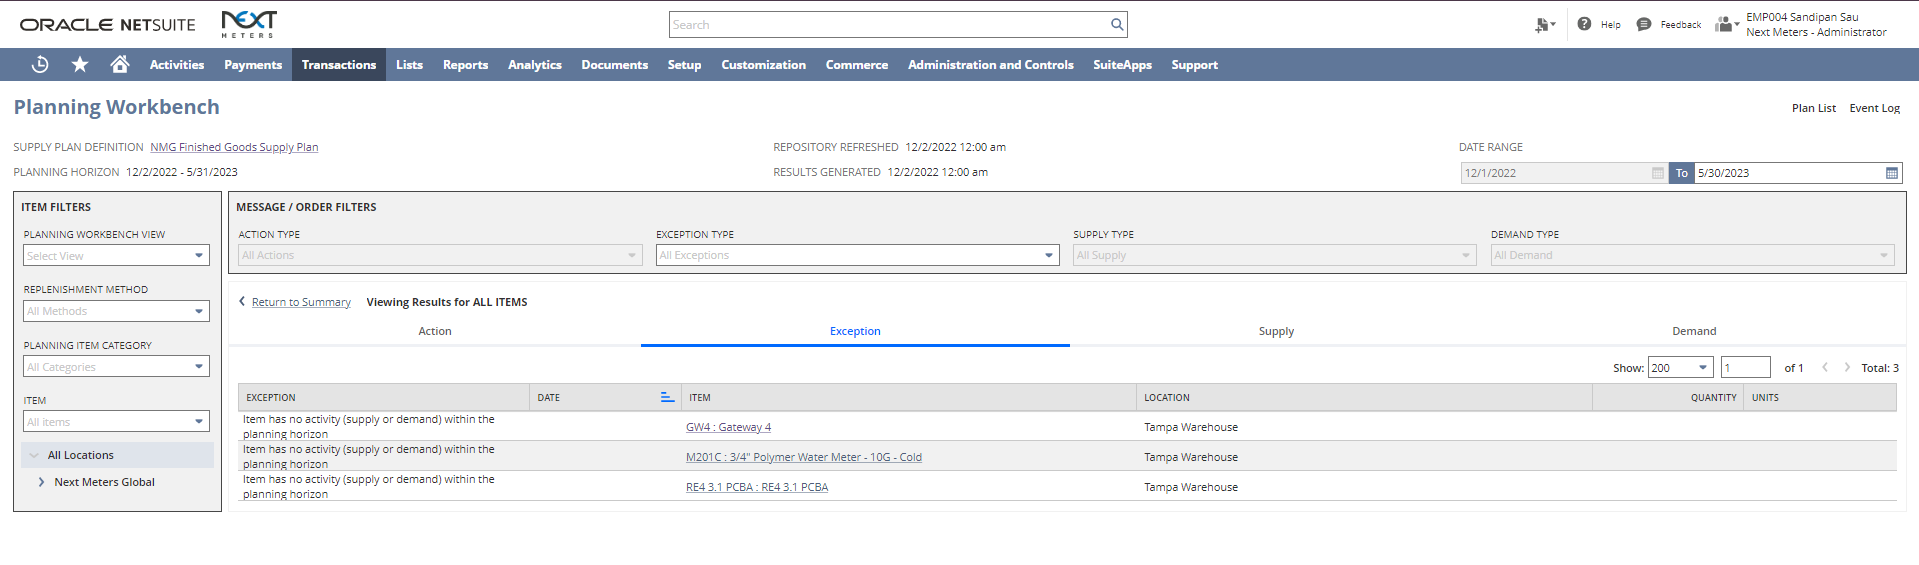 ORACLE NETSUITE
NEXT
METERS
Search
Help
Feedback
EMP004 Sandipan Sau
Next Meters - Administrator
Activities
Payments
Transactions
Lists
Reports
Analytics
Documents
Setup
Customization
Commerce
Administration and Controls
SuiteApps
Support
Planning Workbench
Plan List
Event Log
SUPPLY PLAN DEFINITION NMG Finished Goods Supply Plan
REPOSITORY REFRESHED 12/2/2022 12:00 am
DATE RANGE
PLANNING HORIZON 12/2/2022 - 5/31/2023
RESULTS GENERATED 12/2/2022 12:00 am
12/1/2022 To 5/30/2023
ITEM FILTERS
PLANNING WORKBENCH VIEW
Select View
REPLENISHMENT METHOD
All Methods
PLANNING ITEM CATEGORY
All Categories
ITEM
All items
All Locations
Next Meters Global
MESSAGE / ORDER FILTERS
ACTION TYPE
All Actions
EXCEPTION TYPE
All Exceptions
SUPPLY TYPE
All Supply
DEMAND TYPE
All Demand
Return to Summary
Viewing Results for ALL ITEMS
Action
Exception
Supply
Demand
Show: 200 1 of 1 Total: 3
EXCEPTION DATE ITEM LOCATION QUANTITY UNITS
Item has no activity (supply or demand) within the
planning horizon
GW4 : Gateway 4
Tampa Warehouse
Item has no activity (supply or demand) within the
planning horizon
M201C : 3/4" Polymer Water Meter - 10G - Cold
Tampa Warehouse
Item has no activity (supply or demand) within the
planning horizon
RE4 3.1 PCBA : RE4 3.1 PCBA
Tampa Warehouse